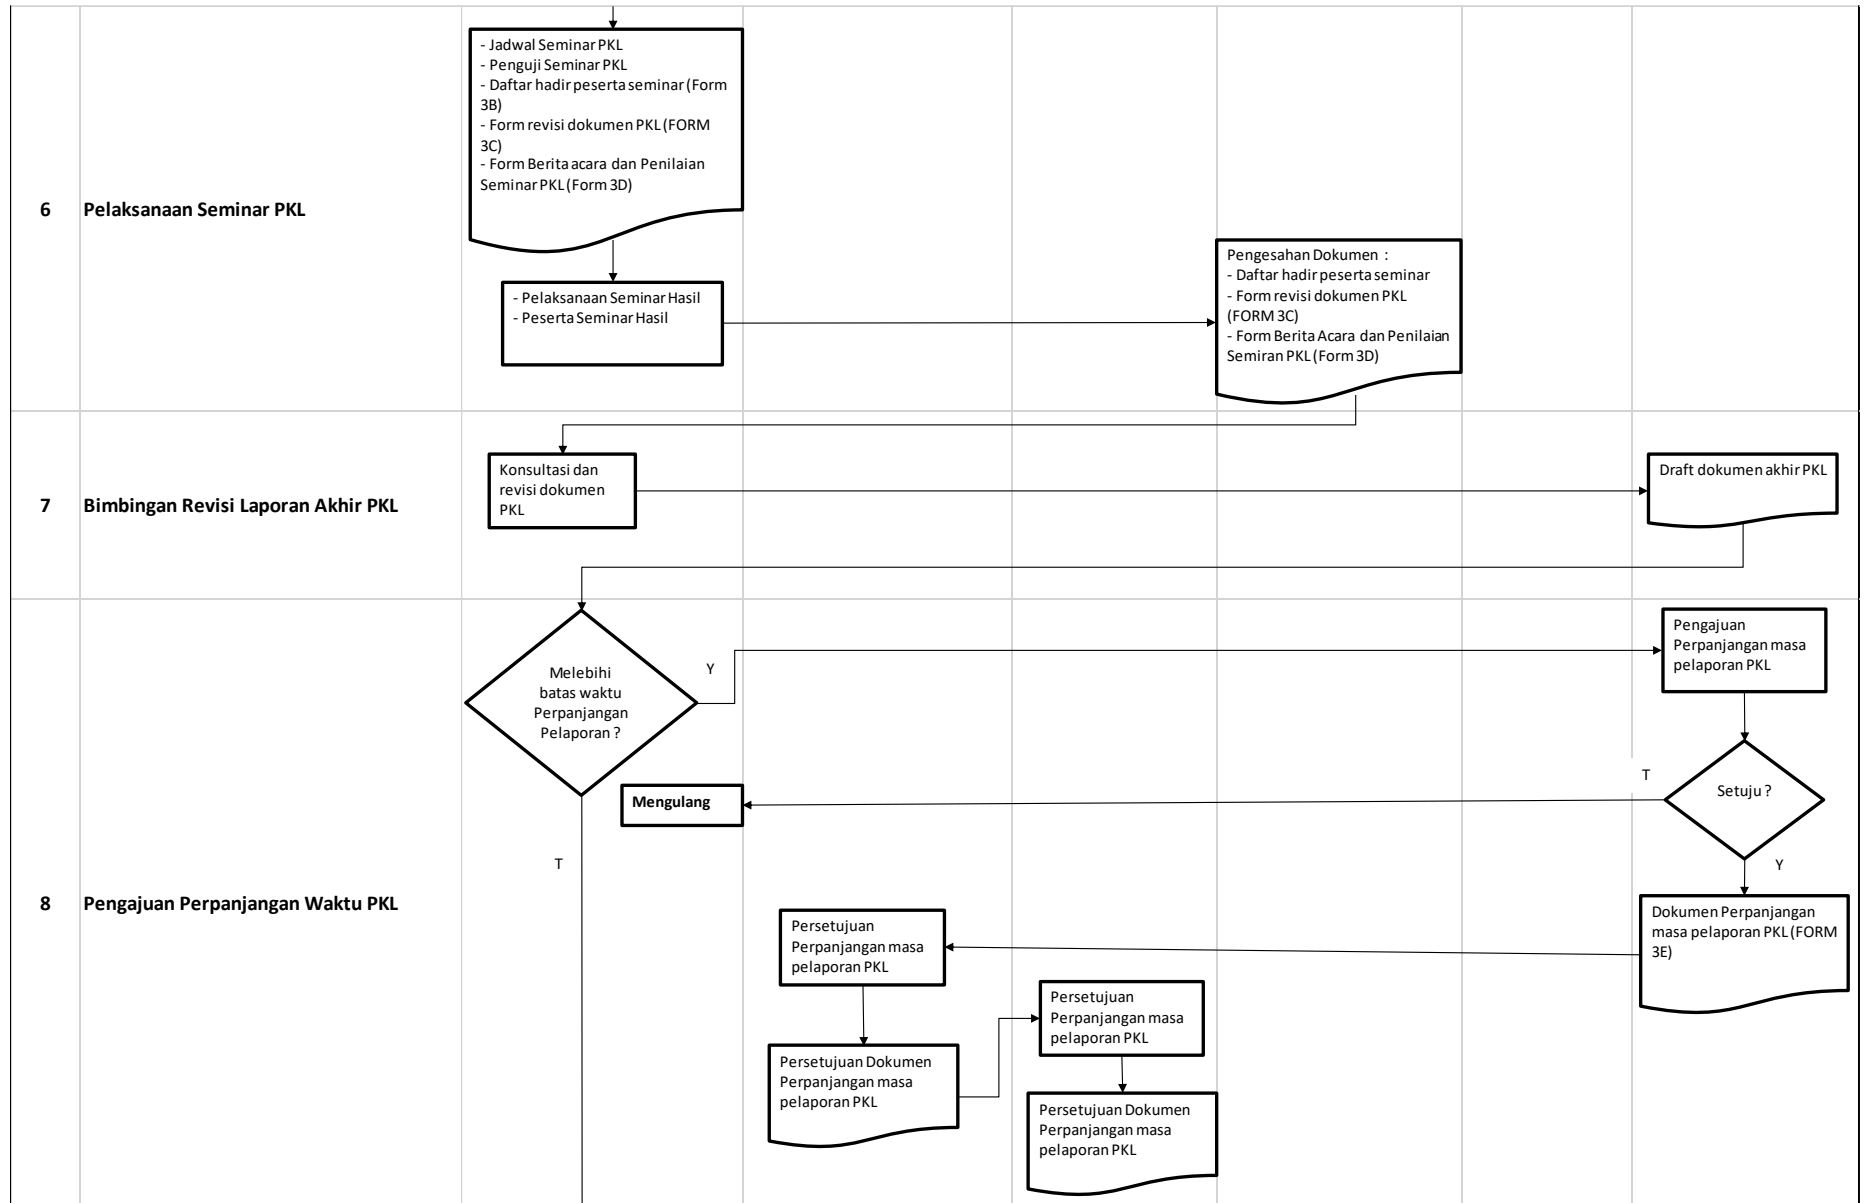 - Jadwal Seminar PKL
- Penguji Seminar PKL
- Daftar hadir peserta seminar (Form
3B)
- Form revisi dokumen PKL (FORM
3C)
- Form Berita acara dan Penilaian
Seminar PKL (Form 3D)
6 Pelaksanaan Seminar PKL
- Pelaksanaan Seminar Hasil
- Peserta Seminar Hasil
Pengesahan Dokumen :
- Daftar hadir peserta seminar
- Form revisi dokumen PKL
(FORM 3C)
- Form Berita Acara dan Penilaian
Semiran PKL (Form 3D)
7 Bimbingan Revisi Laporan Akhir PKL
Konsultasi dan
revisi dokumen
PKL
Draft dokumen akhir PKL
8 Pengajuan Perpanjangan Waktu PKL
Melebihi
batas waktu
Perpanjangan
Pelaporan ?
Y
T
Pengajuan
Perpanjangan masa
pelaporan PKL
Setuju ?
T
Y
Mengulang
Dokumen Perpanjangan
masa pelaporan PKL (FORM
3E)
Persetujuan
Perpanjangan masa
pelaporan PKL
Persetujuan Dokumen
Perpanjangan masa
pelaporan PKL
Persetujuan
Perpanjangan masa
pelaporan PKL
Persetujuan Dokumen
Perpanjangan masa
pelaporan PKL